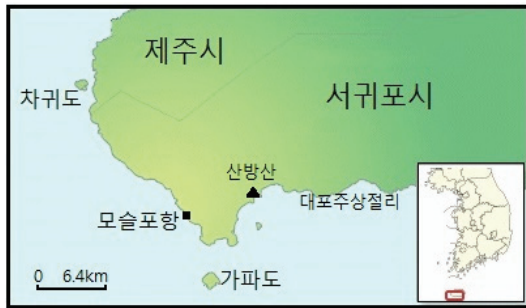 제주시
서귀포시
차귀도
산방산
대포주상절리
모슬포항
0 6.4km
가파도